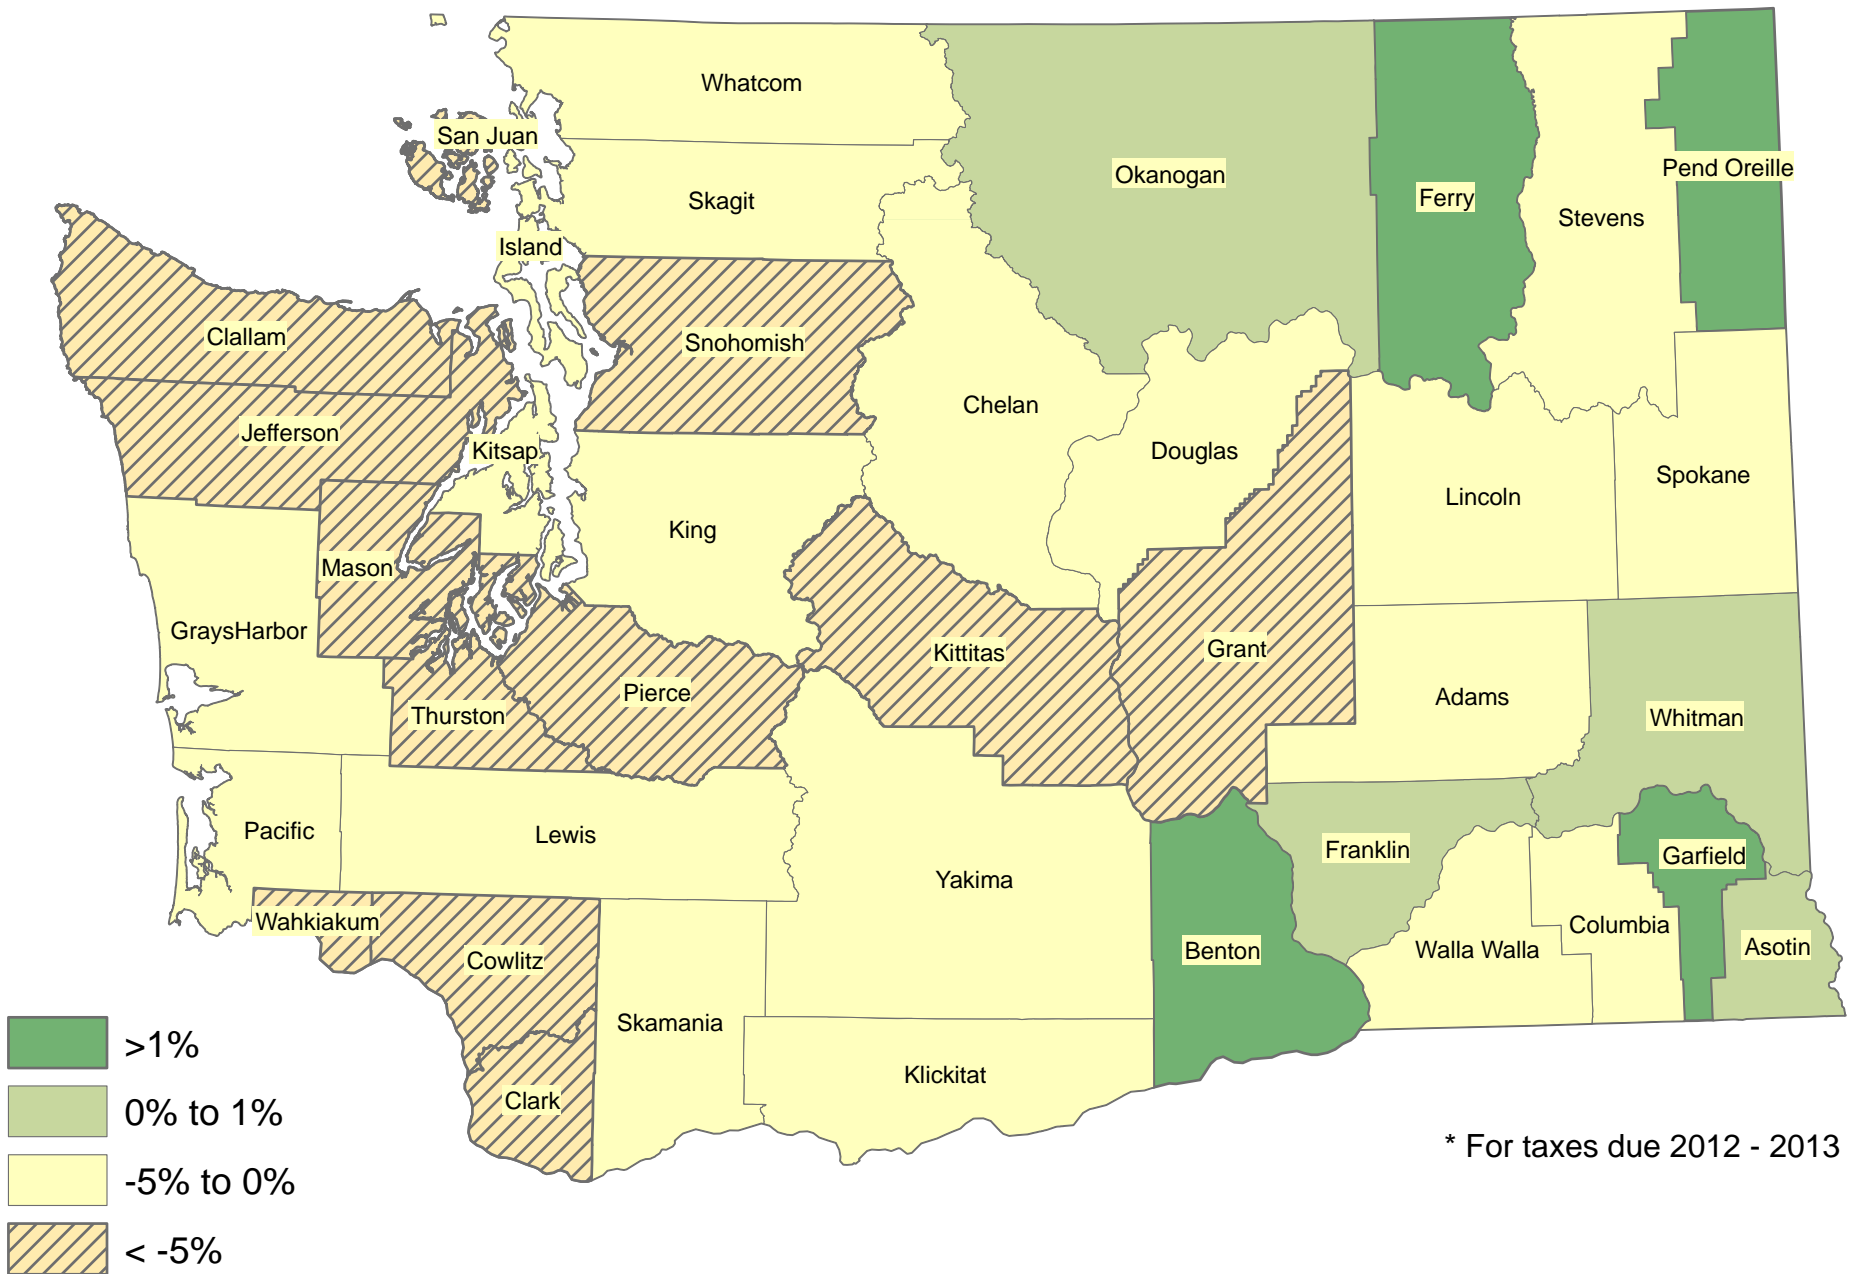 Whatcom
San Juan
Okanogan
Pend Oreille
Ferry
Skagit
Stevens
Island
Clallam
Snohomish
Chelan
Jefferson
Kitsap
Douglas
Spokane
Lincoln
King
Mason
GraysHarbor
Kittitas
Grant
Pierce
Adams
Thurston
Whitman
Pacific
Lewis
Franklin
Garfield
Yakima
Wahkiakum
Columbia
Asotin
Walla Walla
Benton
Cowlitz
Skamania
Klickitat
Clark
>1%
0% to 1%
-5% to 0%
< -5%
* For taxes due 2012 - 2013